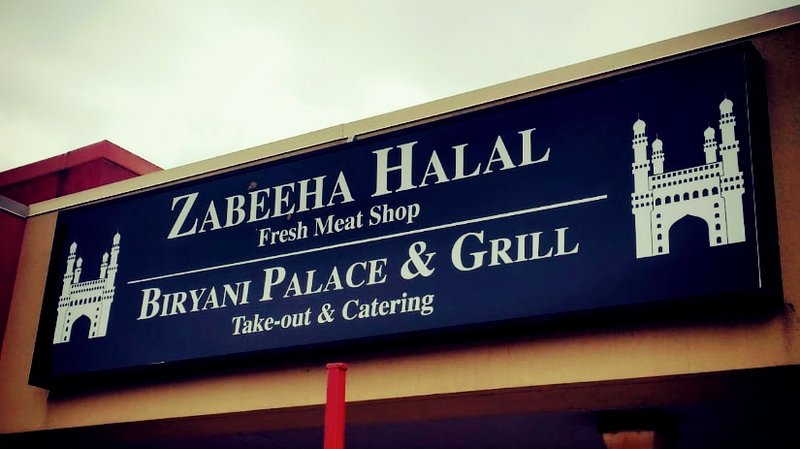 Zabeeha Halal
Fresh Meat Shop
Biryani Palace & Grill
Take-out & Catering